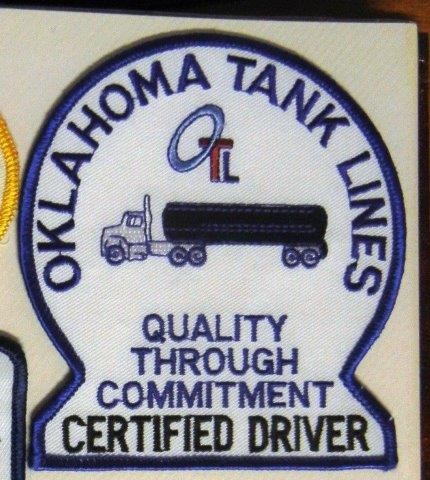 OKLAHOMA TANK LINES
OTL
QUALITY
THROUGH
COMMITMENT
CERTIFIED DRIVER